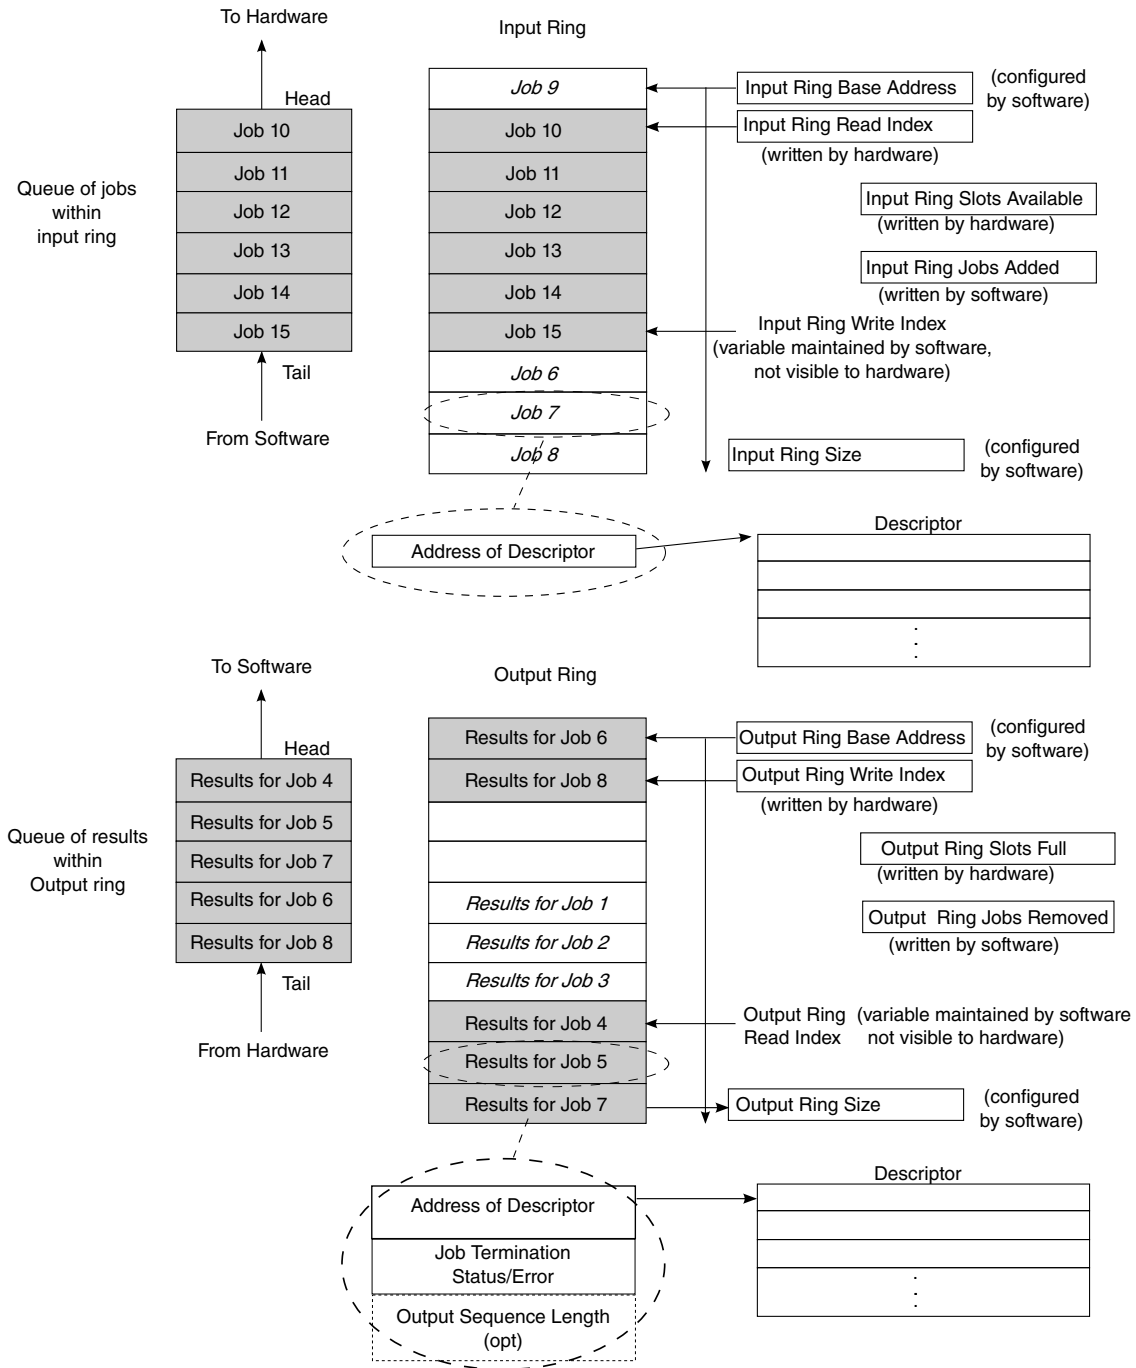 To Hardware
Input Ring
Head
Job 10
Job 11
Job 12
Job 13
Job 14
Job 15
Tail
From Software
Queue of jobs
within
input ring
Job 9
Job 10
Job 11
Job 12
Job 13
Job 14
Job 15
Job 6
Job 7
Job 8
Input Ring Base Address
(configured
by software)
Input Ring Read Index
(written by hardware)
Input Ring Slots Available
(written by hardware)
Input Ring Jobs Added
(written by software)
Input Ring Write Index
(variable maintained by software,
not visible to hardware)
Input Ring Size
(configured
by software)
Address of Descriptor
Descriptor
.
.
.
To Software
Output Ring
Head
Results for Job 4
Results for Job 5
Results for Job 7
Results for Job 6
Results for Job 8
Tail
From Hardware
Queue of results
within
Output ring
Results for Job 6
Results for Job 8
Results for Job 1
Results for Job 2
Results for Job 3
Results for Job 4
Results for Job 5
Results for Job 7
Output Ring Base Address
(configured
by software)
Output Ring Write Index
(written by hardware)
Output Ring Slots Full
(written by hardware)
Output Ring Jobs Removed
(written by software)
Output Ring
Read Index
(variable maintained by software
not visible to hardware)
Output Ring Size
(configured
by software)
Address of Descriptor
Job Termination
Status/Error
Output Sequence Length
(opt)
Descriptor
.
.
.